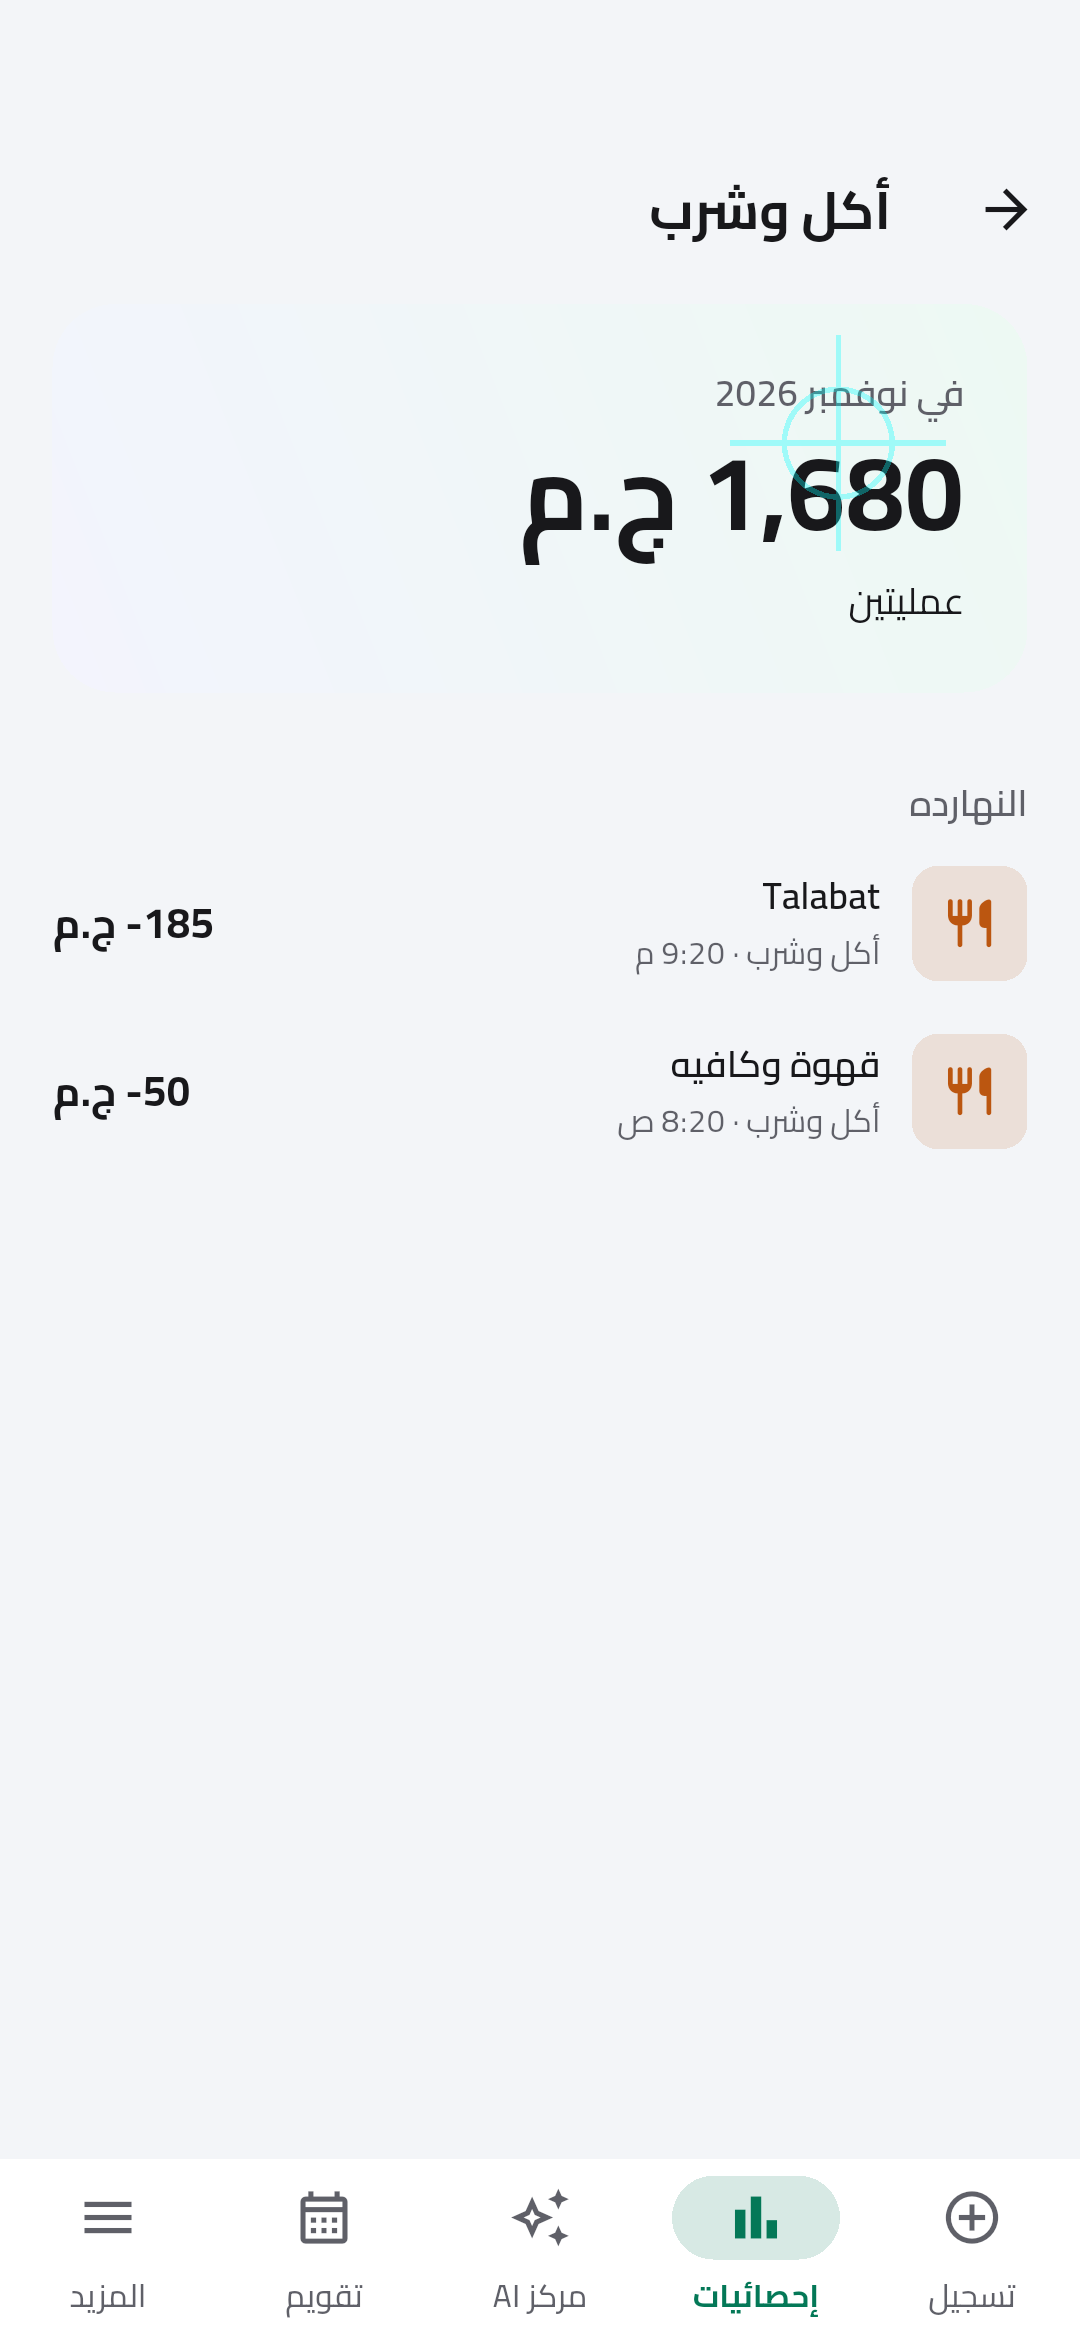 أكل وشرب
في نوفمبر 2026
1,680 ج.م
عمليتين
النهارده
Talabat
أكل وشرب · 9:20 م
-185 ج.م
قهوة وكافيه
أكل وشرب · 8:20 ص
-50 ج.م
تسجيل
إحصائيات
مركز AI
تقويم
المزيد